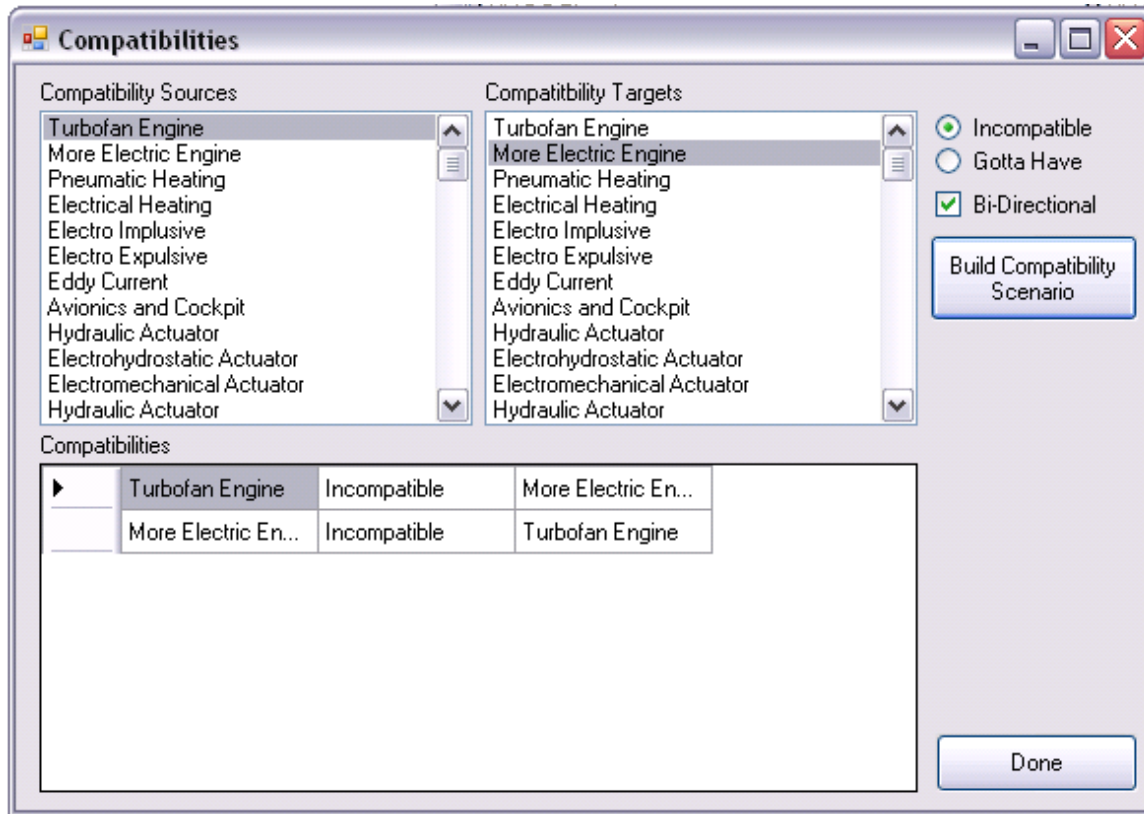 Compatibilities
Compatibility Sources
Compatitbility Targets
Turbofan Engine
More Electric Engine
Pneumatic Heating
Electrical Heating
Electro Implusive
Electro Expulsive
Eddy Current
Avionics and Cockpit
Hydraulic Actuator
Electrohydrostatic Actuator
Electromechanical Actuator
Hydraulic Actuator
Turbofan Engine
More Electric Engine
Pneumatic Heating
Electrical Heating
Electro Implusive
Electro Expulsive
Eddy Current
Avionics and Cockpit
Hydraulic Actuator
Electrohydrostatic Actuator
Electromechanical Actuator
Hydraulic Actuator
Incompatible
Gotta Have
Bi-Directional
Build Compatibility
Scenario
Compatibilities
Turbofan Engine Incompatible More Electric En...
More Electric En... Incompatible Turbofan Engine
Done